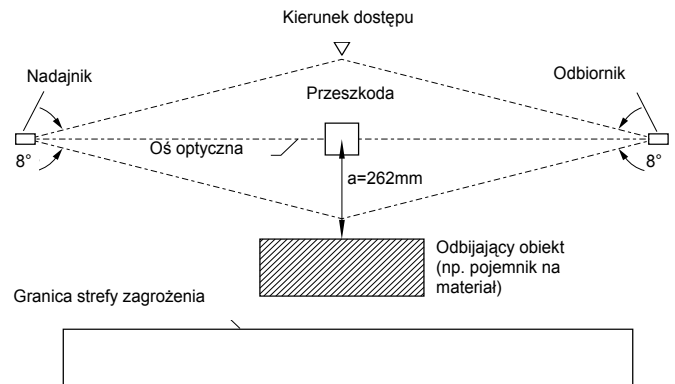 Kierunek dostępu
Nadajnik
Odbiornik
Przeszkoda
Oś optyczna
8°
8°
a=262mm
Odbijający obiekt
(np. pojemnik na
materiał)
Granica strefy zagrożenia